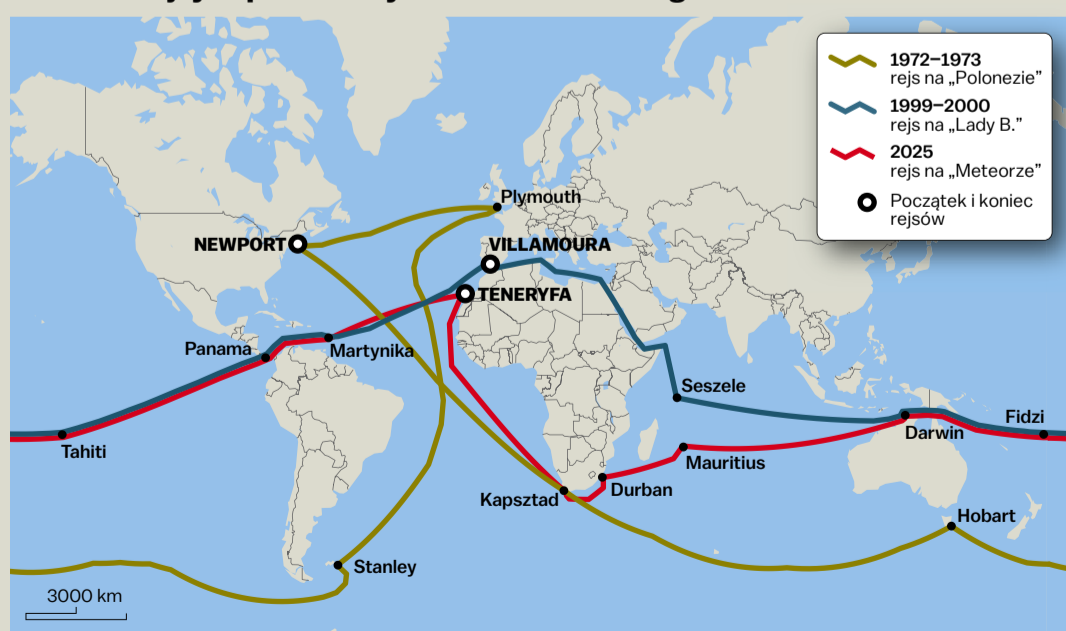 1972–1973
rejs na „Polonezie”
1999–2000
rejs na „Lady B.”
2025
rejs na „Meteorze”
Początek i koniec
rejsów
Plymouth
NEWPORT
VILLAMOURA
TENERYFA
Panama
Martynika
Seszele
Fidzi
Tahiti
Darwin
Mauritius
Kapsztad
Durban
Hobart
Stanley
3000 km